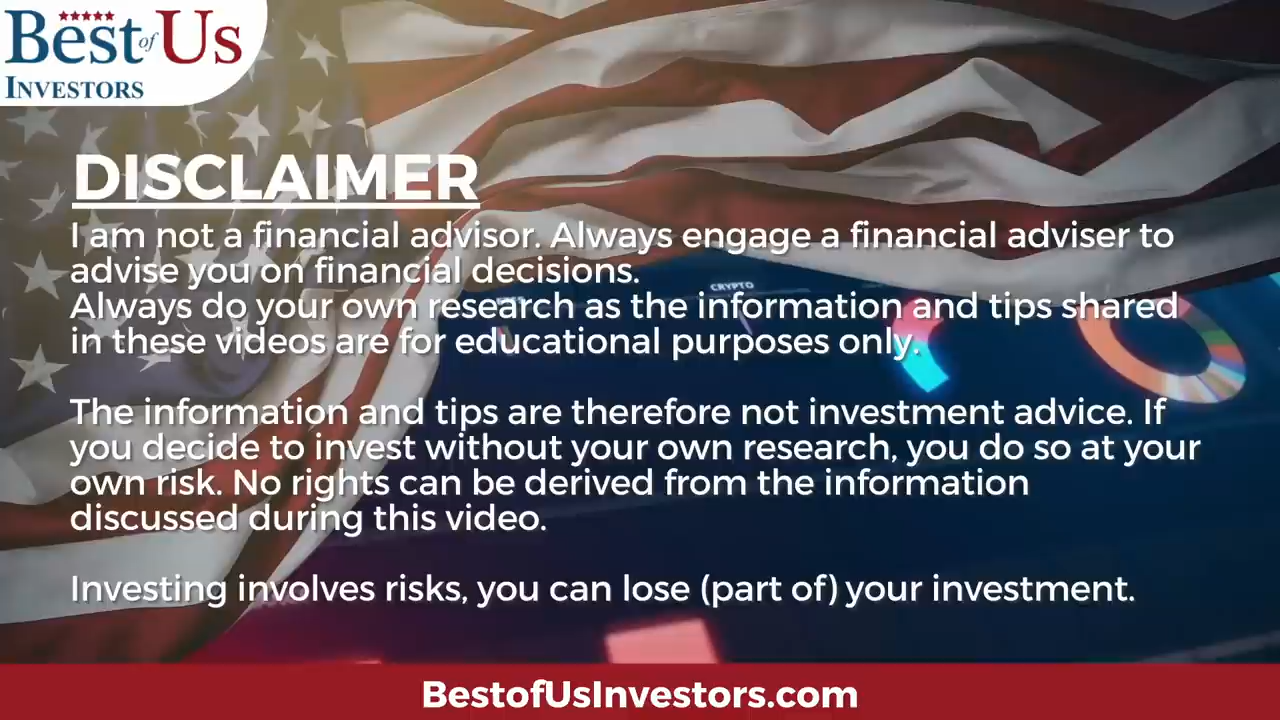 Best of Us
INVESTORS
DISCLAIMER
I am not a financial advisor. Always engage a financial adviser to
advise you on financial decisions.
CRYPTO
Always do your own research as the information and tips shared
in these videos are for educational purposes only.
The information and tips are therefore not investment advice. If
you decide to invest without your own research, you do so at your
own risk. No rights can be derived from the information
discussed during this video.
Investing involves risks, you can lose (part of) your investment.
BestofUsInvestors.com